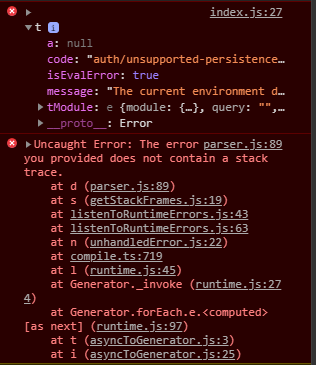 index.js:27
t i
a: null
code: "auth/unsupported-persistence…
isEvalError: true
message: "The current environment d…
tModule: e {module: {…}, query: "",…
__proto__: Error
Uncaught Error: The error parser.js:89
you provided does not contain a stack
trace.
at d (parser.js:89)
at s (getStackFrames.js:19)
at listenToRuntimeErrors.js:43
at listenToRuntimeErrors.js:63
at n (unhandledError.js:22)
at compile.ts:719
at l (runtime.js:45)
at Generator._invoke (runtime.js:27
4)
at Generator.forEach.e.<computed>
[as next] (runtime.js:97)
at t (asyncToGenerator.js:3)
at i (asyncToGenerator.js:25)